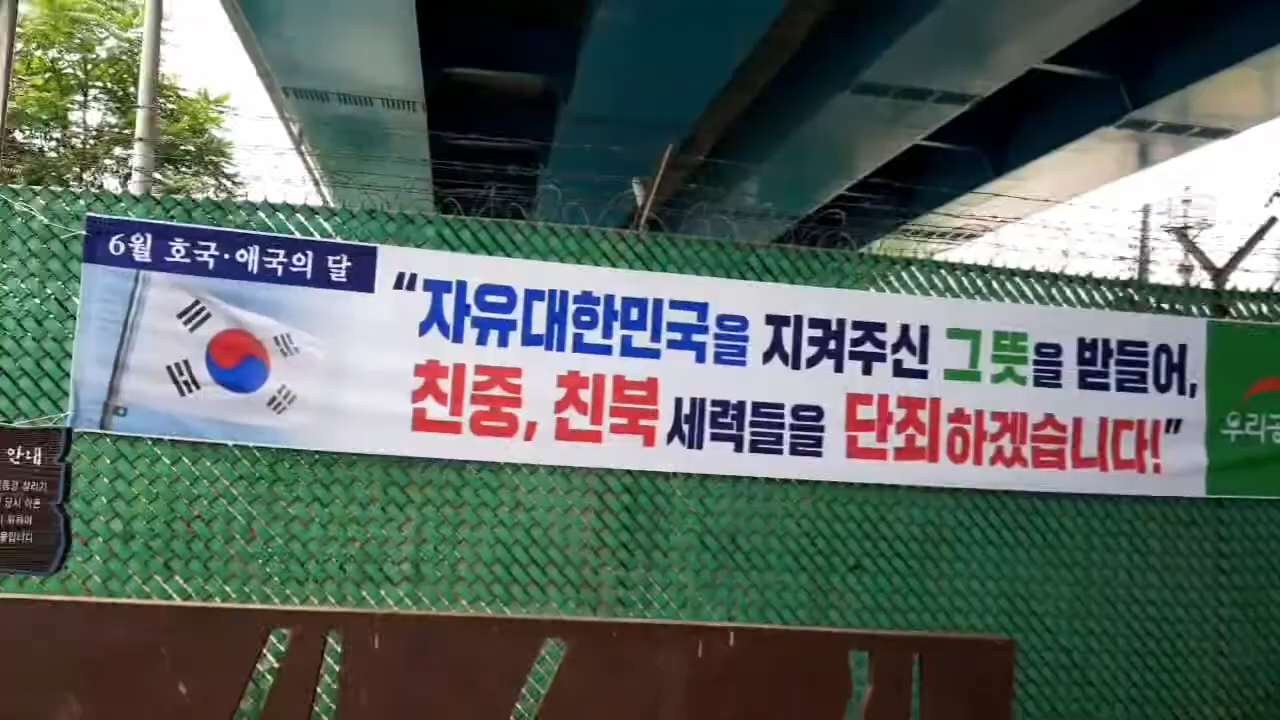 6월 호국·애국의 달
“자유대한민국을 지켜주신 그뜻을 받들어,
친중, 친북 세력들을 단죄하겠습니다!”
우리공
안내